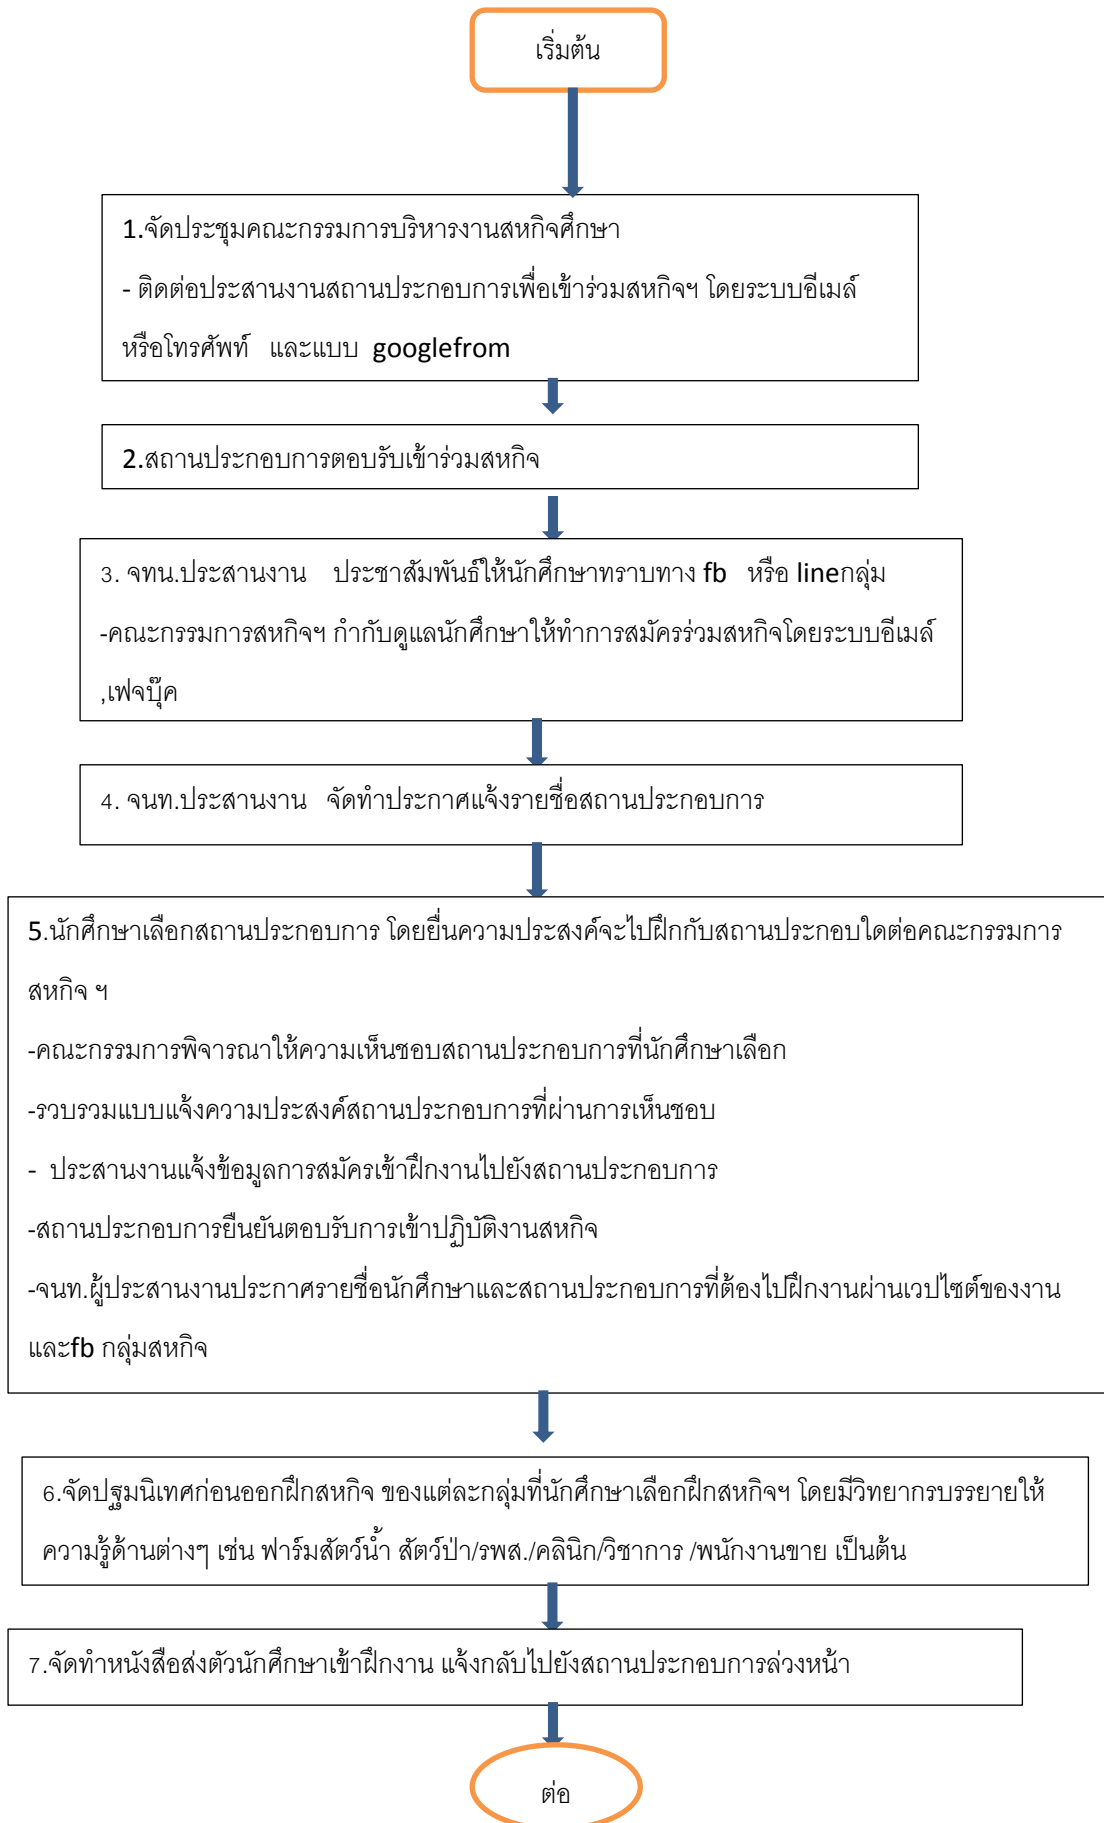 เริ่มต้น
1.จัดประชุมคณะกรรมการบริหารงานสหกิจศึกษา
- ติดต่อประสานงานสถานประกอบการเพื่อเข้าร่วมสหกิจฯ โดยระบบอีเมล์
หรือโทรศัพท์ และแบบ googlefrom
2.สถานประกอบการตอบรับเข้าร่วมสหกิจ
3. จทน.ประสานงาน ประชาสัมพันธ์ให้นักศึกษาทราบทาง fb หรือ lineกลุ่ม
-คณะกรรมการสหกิจฯ กำกับดูแลนักศึกษาให้ทำการสมัครร่วมสหกิจโดยระบบอีเมล์
,เฟจบุ๊ค
4. จนท.ประสานงาน จัดทำประกาศแจ้งรายชื่อสถานประกอบการ
5.นักศึกษาเลือกสถานประกอบการ โดยยื่นความประสงค์จะไปฝึกกับสถานประกอบใดต่อคณะกรรมการ
สหกิจ ฯ
-คณะกรรมการพิจารณาให้ความเห็นชอบสถานประกอบการที่นักศึกษาเลือก
-รวบรวมแบบแจ้งความประสงค์สถานประกอบการที่ผ่านการเห็นชอบ
- ประสานงานแจ้งข้อมูลการสมัครเข้าฝึกงานไปยังสถานประกอบการ
-สถานประกอบการยืนยันตอบรับการเข้าปฏิบัติงานสหกิจ
-จนท.ผู้ประสานงานประกาศรายชื่อนักศึกษาและสถานประกอบการที่ต้องไปฝึกงานผ่านเวปไซต์ของงาน
และfb กลุ่มสหกิจ
6.จัดปฐมนิเทศก่อนออกฝึกสหกิจ ของแต่ละกลุ่มที่นักศึกษาเลือกฝึกสหกิจฯ โดยมีวิทยากรบรรยายให้
ความรู้ด้านต่างๆ เช่น ฟาร์มสัตว์น้ำ สัตว์ป่า/รพส./คลินิก/วิชาการ /พนักงานขาย เป็นต้น
7.จัดทำหนังสือส่งตัวนักศึกษาเข้าฝึกงาน แจ้งกลับไปยังสถานประกอบการล่วงหน้า
ต่อ